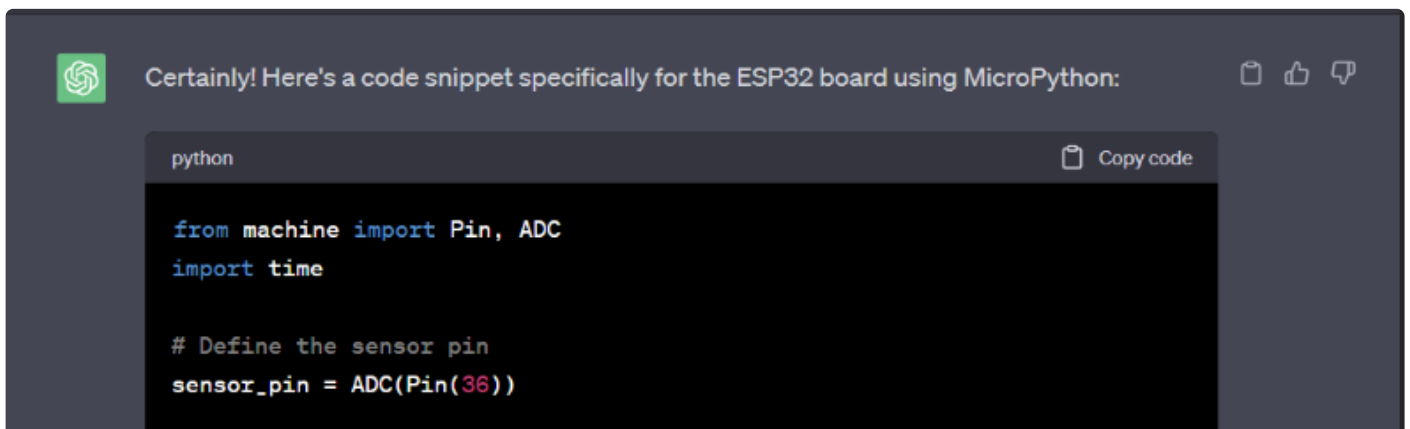 Certainly! Here's a code snippet specifically for the ESP32 board using MicroPython:
python
Copy code
from machine import Pin, ADC
import time
# Define the sensor pin
sensor_pin = ADC(Pin(36))